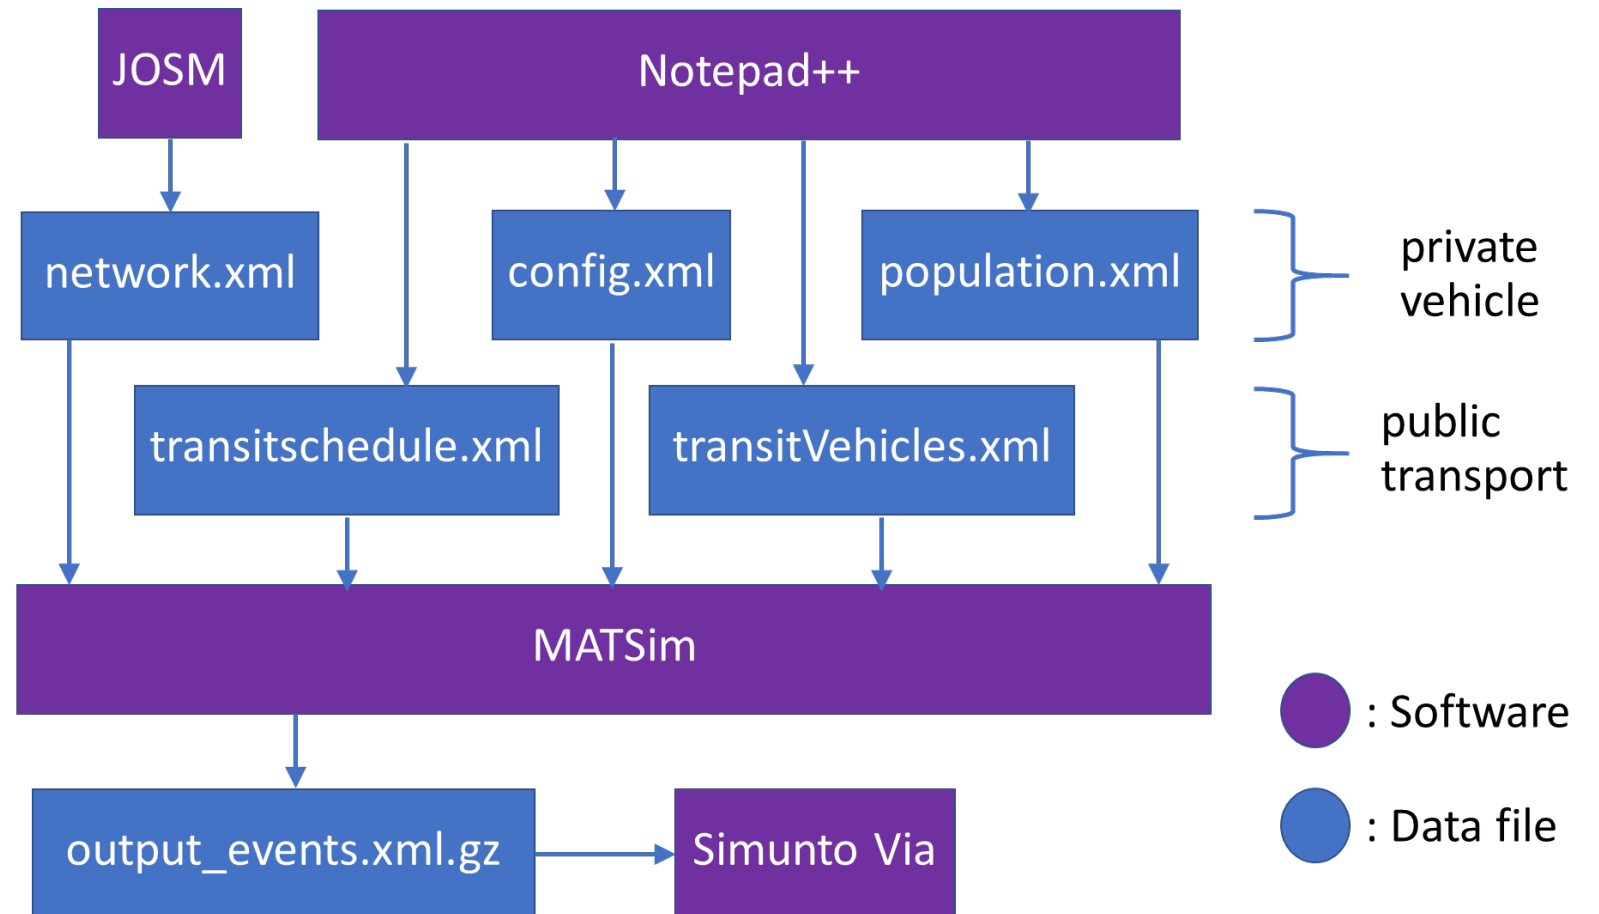 JOSM
Notepad++
network.xml
config.xml
population.xml
private
vehicle
transitschedule.xml
transitVehicles.xml
public
transport
MATSim
: Software
output_events.xml.gz
Simunto Via
: Data file